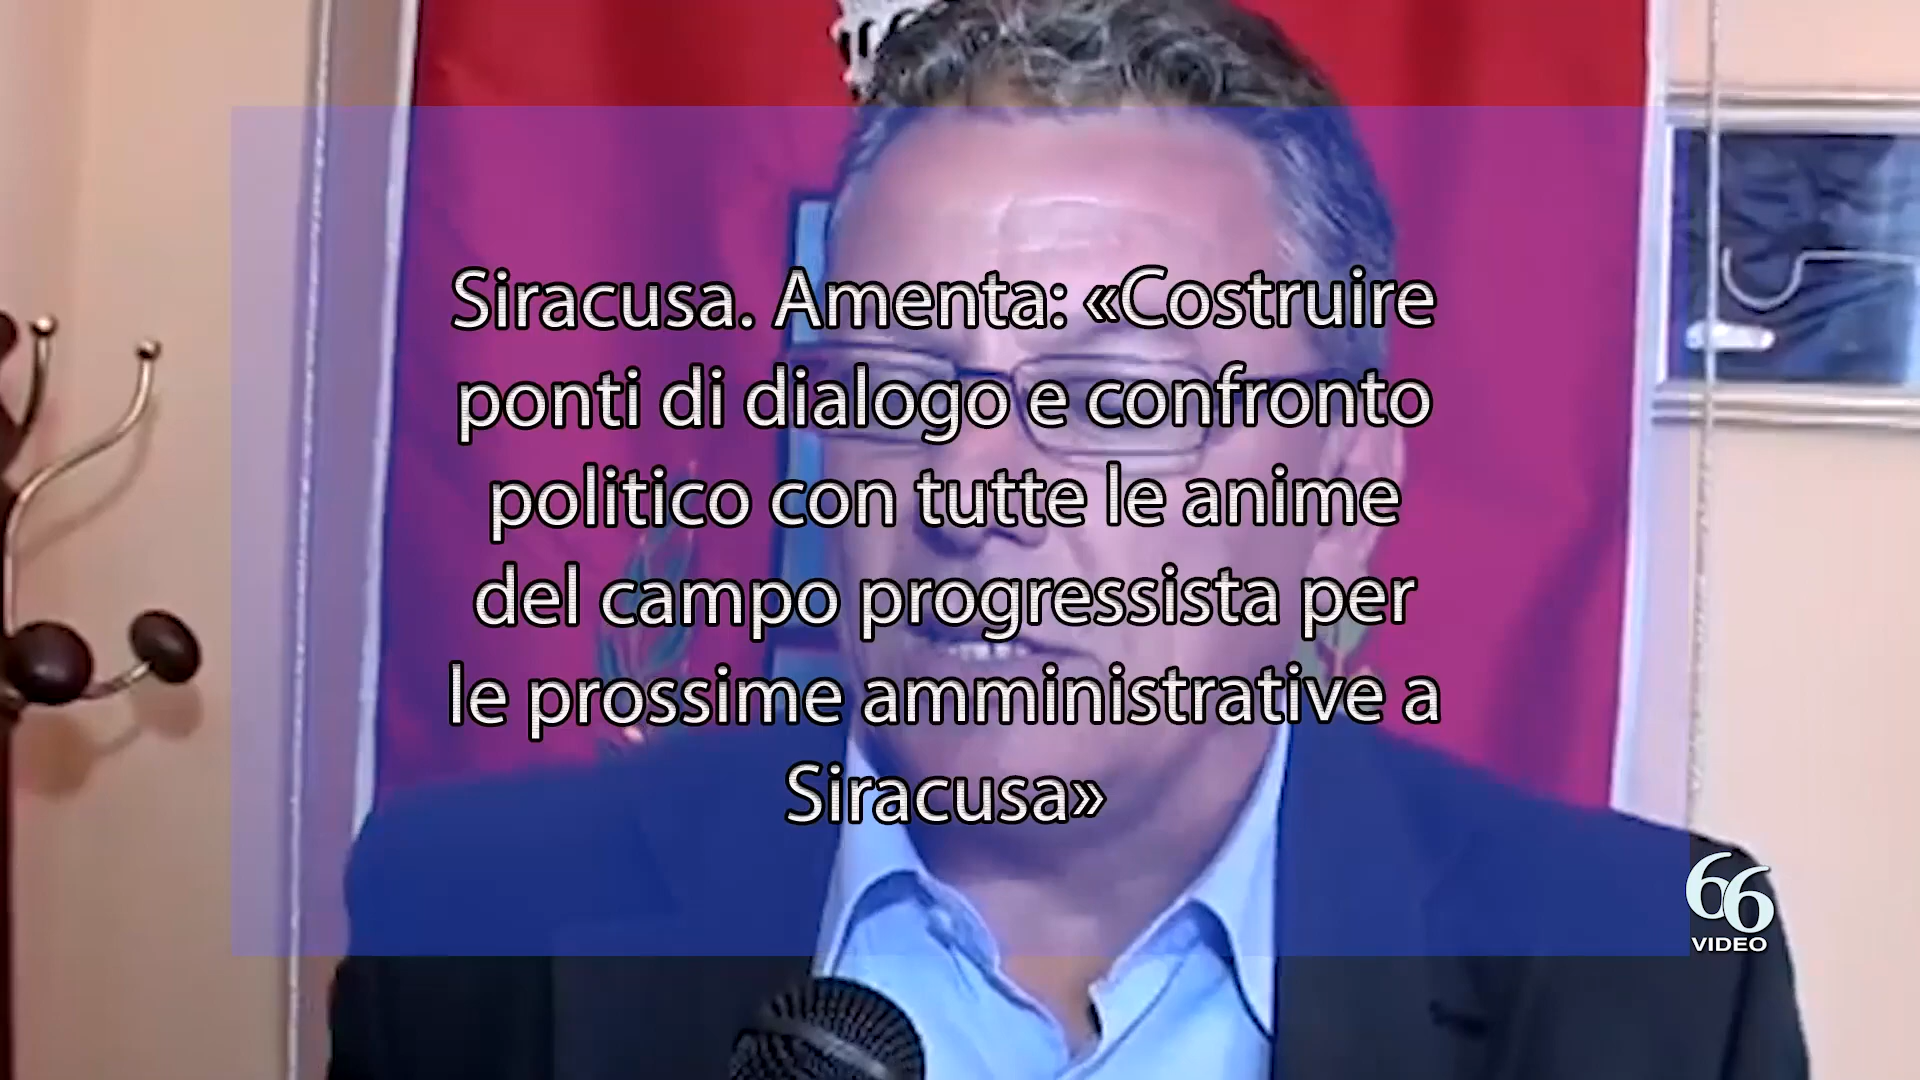 Siracusa. Amenta: «Costruire
ponti di dialogo e confronto
politico con tutte le anime
del campo progressista per
le prossime amministrative a
Siracusa»
66
VIDEO